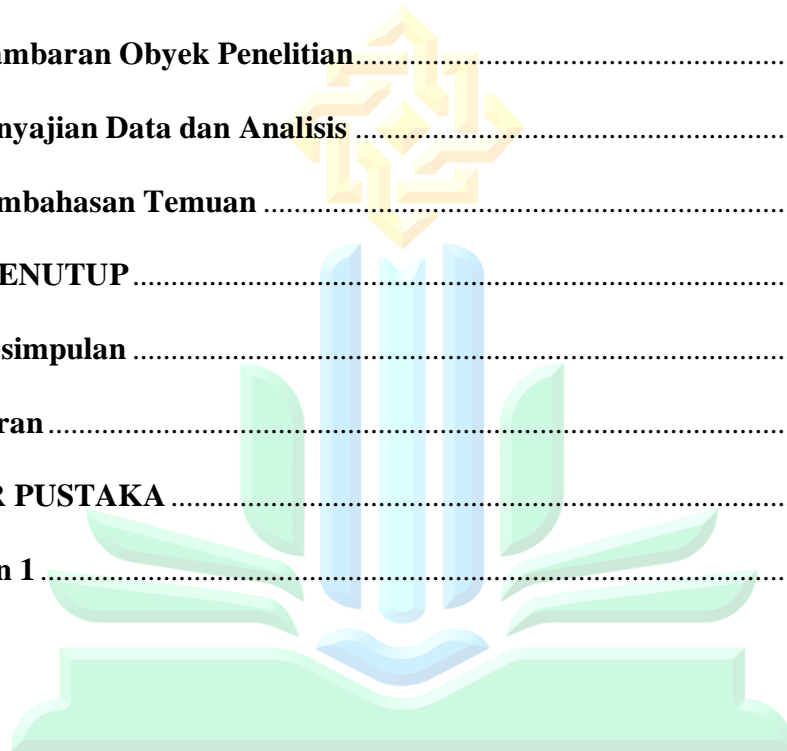 ambaran Obyek Penelitian........................................................
nyajian Data dan Analisis ........................................................
mbahasan Temuan ....................................................................
ENUTUP.....................................................................................
simpulan .....................................................................................
ran ................................................................................................
R PUSTAKA ................................................................................
n 1 .................................................................................................